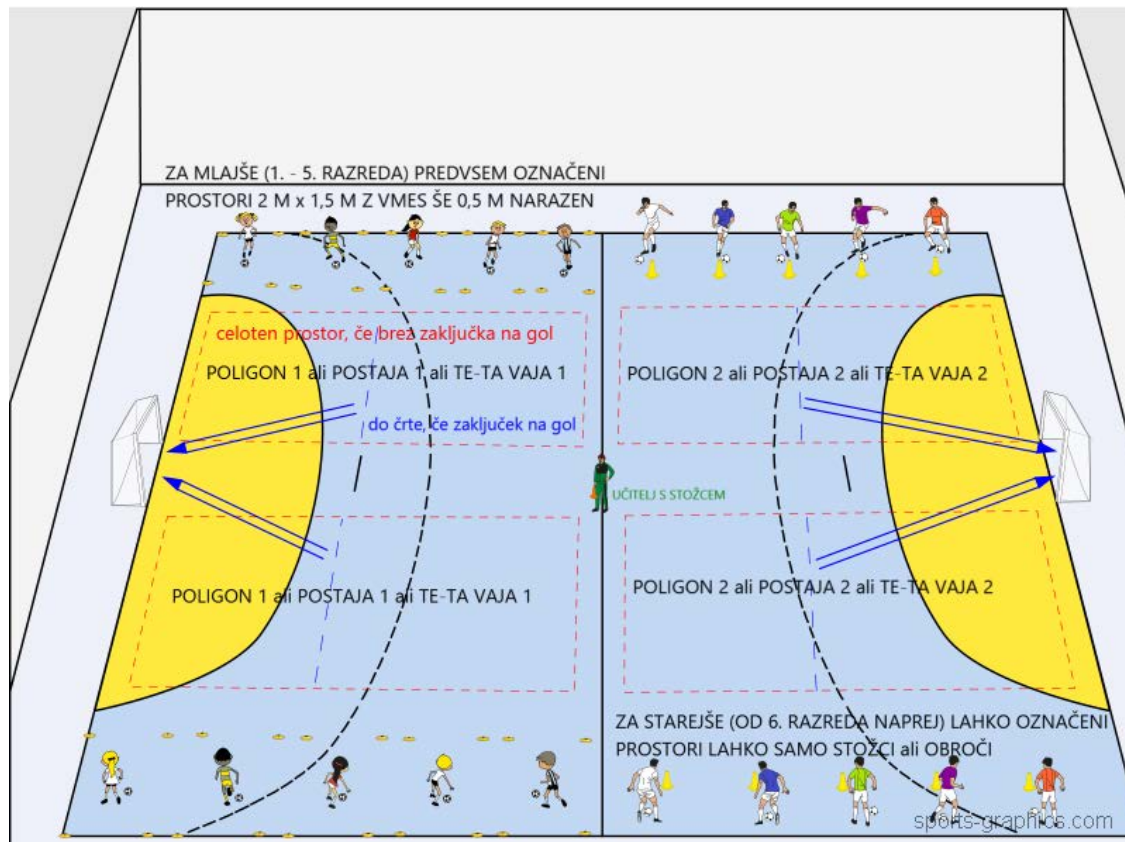 ZA MLAJŠE (1. - 5. RAZREDA) PREDVSEM OZNAČENI
PROSTORI 2 M x 1,5 M Z VMES ŠE 0,5 M NARAZEN
celoten prostor, če brez zaključka na gol
POLIGON 1 ali POSTAJA 1 ali TE-TA VAJA 1
POLIGON 2 ali POSTAJA 2 ali TE-TA VAJA 2
do črte, če zaključek na gol
UČITELJ S STOŽCEM
POLIGON 1 ali POSTAJA 1 ali TE-TA VAJA 1
POLIGON 2 ali POSTAJA 2 ali TE-TA VAJA 2
ZA STAREJŠE (OD 6. RAZREDA NAPREJ) LAHKO OZNAČENI
PROSTORI LAHKO SAMO STOŽCI ali OBROČI
sports-graphics.com